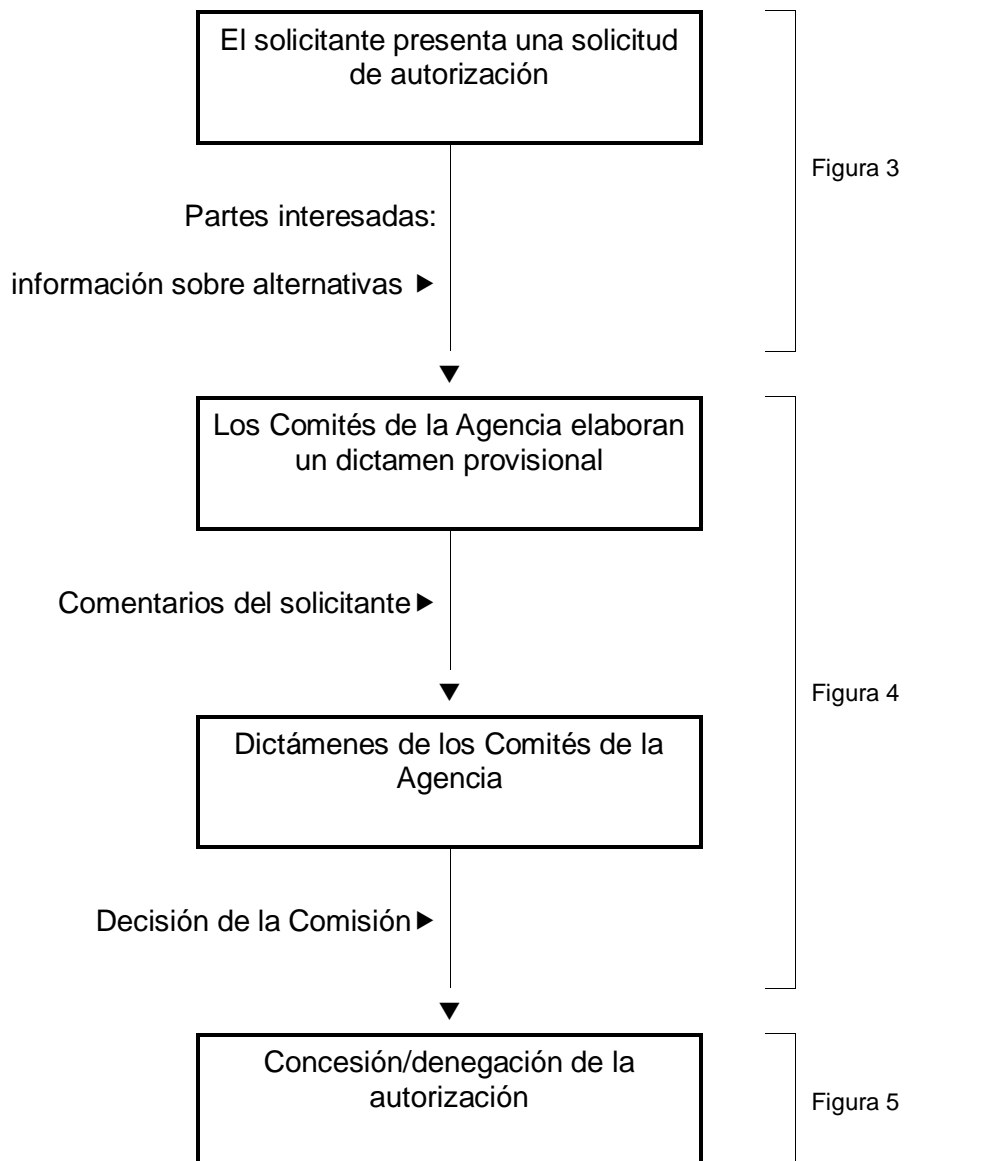 El solicitante presenta una solicitud
de autorización
Figura 3
Partes interesadas:
información sobre alternativas
Los Comités de la Agencia elaboran
un dictamen provisional
Comentarios del solicitante
Figura 4
Dictámenes de los Comités de la
Agencia
Decisión de la Comisión
Concesión/denegación de la
autorización
Figura 5